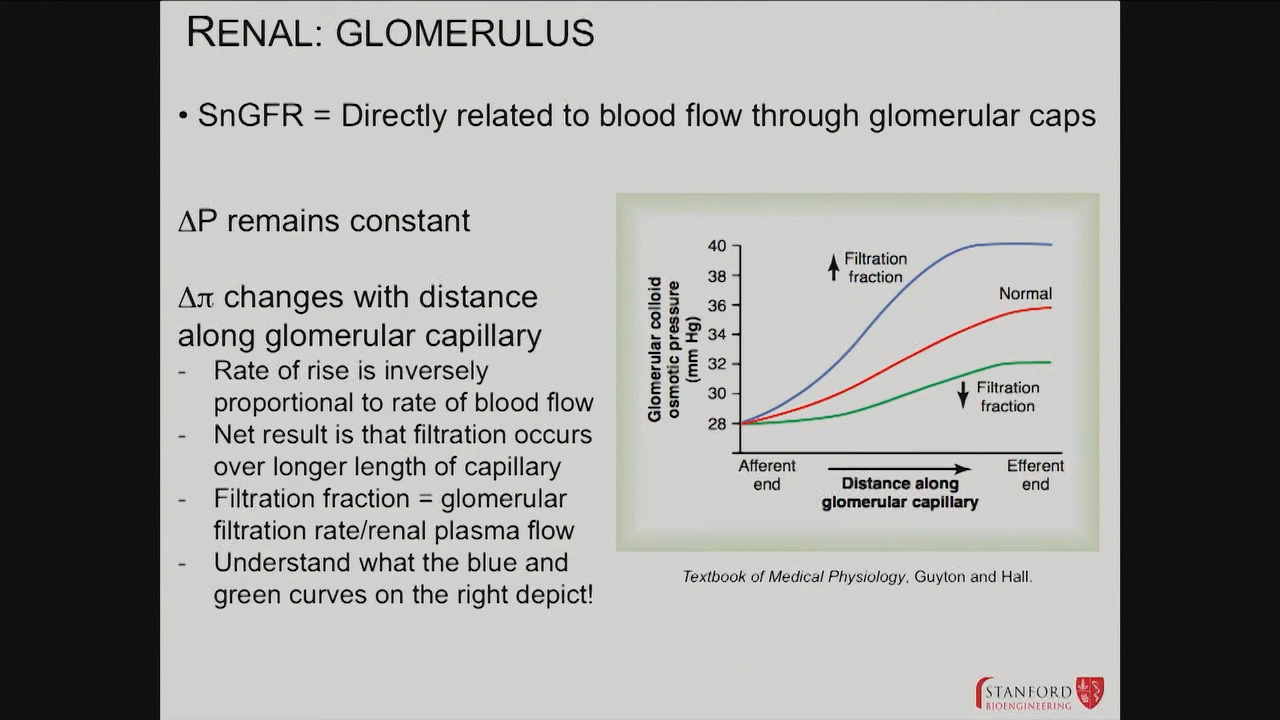 RENAL: GLOMERULUS
• SnGFR = Directly related to blood flow through glomerular caps
ΔP remains constant
Δπ changes with distance
along glomerular capillary
- Rate of rise is inversely
proportional to rate of blood flow
- Net result is that filtration occurs
over longer length of capillary
- Filtration fraction = glomerular
filtration rate/renal plasma flow
- Understand what the blue and
green curves on the right depict!
Glomerular colloid
osmotic pressure
(mm Hg)
40
38
36
34
32
30
28
Filtration
fraction
Normal
Filtration
fraction
Afferent
end
Distance along
glomerular capillary
Efferent
end
Textbook of Medical Physiology, Guyton and Hall.
STANFORD
BIOENGINEERING